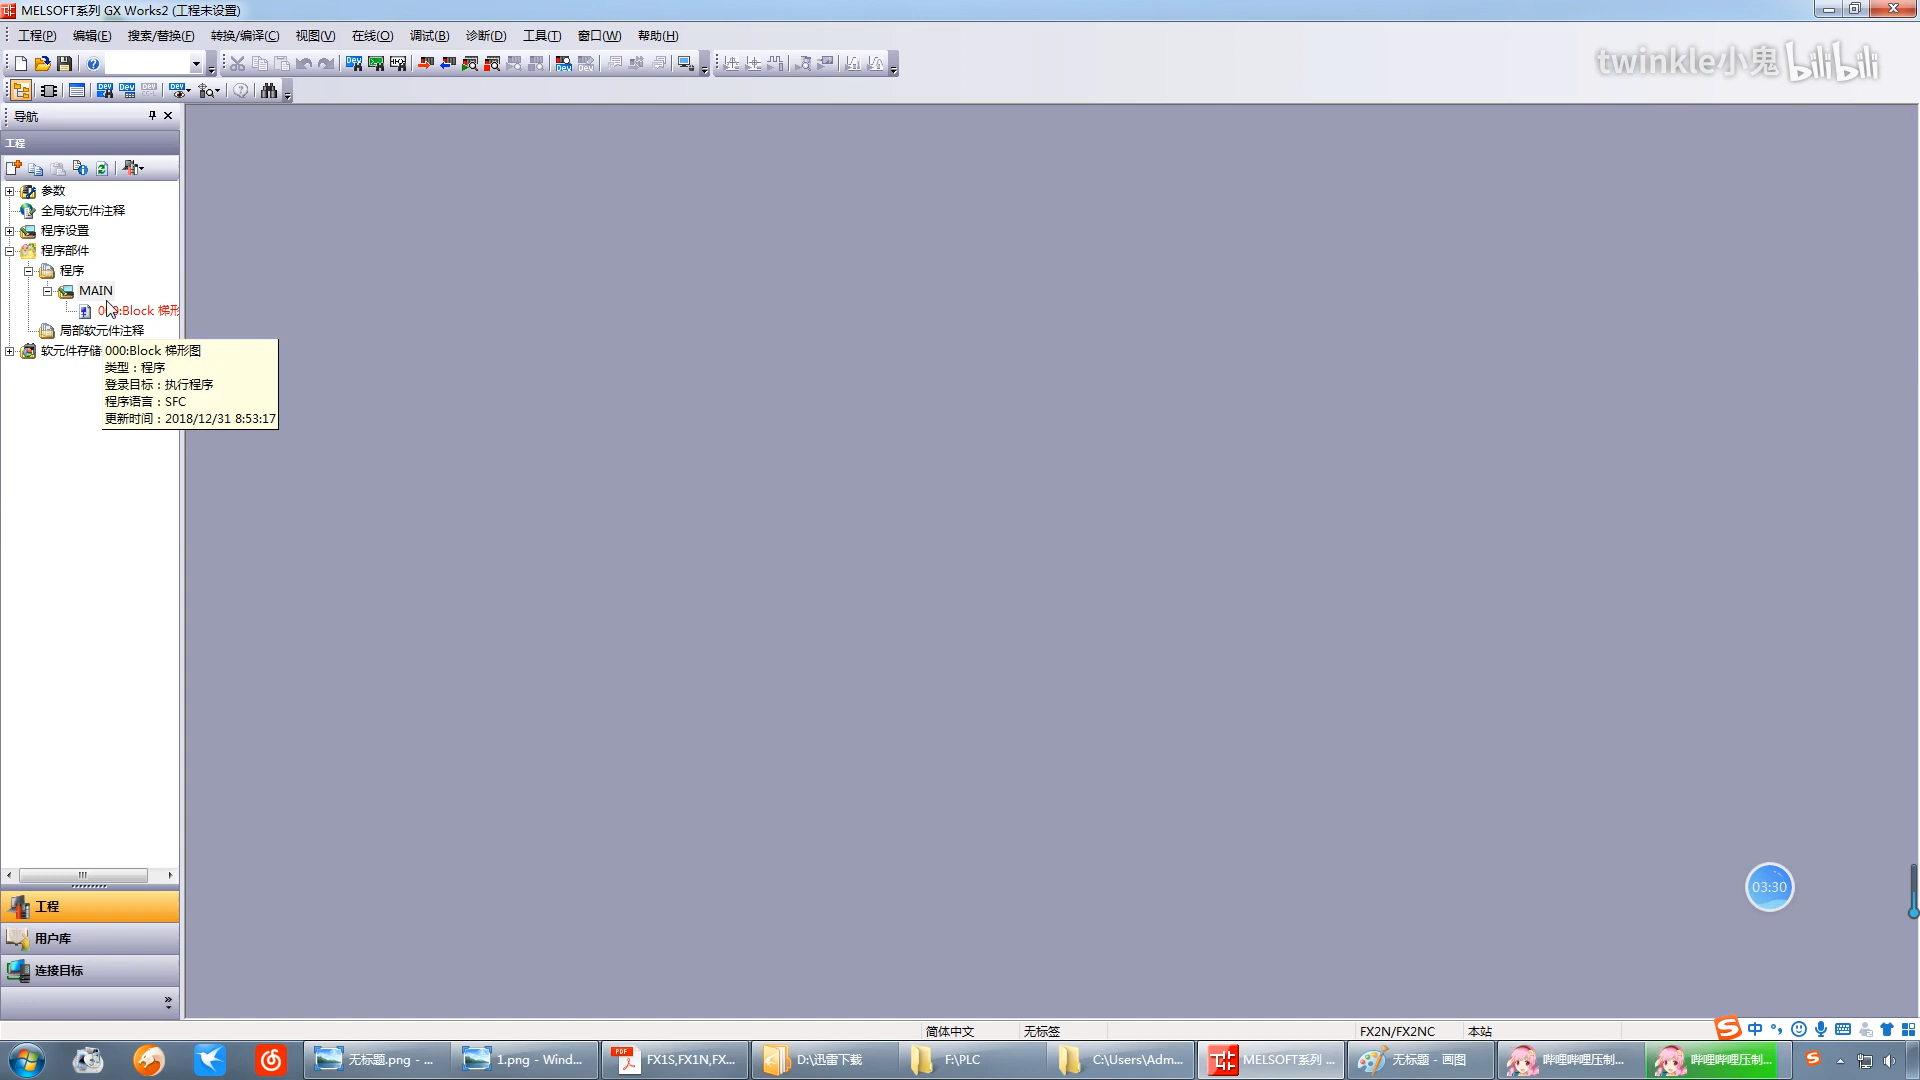 MELSOFT系列 GX Works2 (工程未设置)
工程(P) 编辑(E) 搜索/替换(F) 转换/编译(C) 视图(V) 在线(O) 调试(B) 诊断(D) 工具(T) 窗口(W) 帮助(H)
twinkle小鬼 bilibili
导航
工程
参数
全局软元件注释
程序设置
程序部件
程序
MAIN
:Block 梯形
局部软元件注释
软元件存储
000:Block 梯形图
类型：程序
登录目标：执行程序
程序语言：SFC
更新时间：2018/12/31 8:53:17
03:30
工程
用户库
连接目标
简体中文 无标签 FX2N/FX2NC 本站
中
无标题.png - ... 1.png - Wind... FX1S,FX1N,FX... D:\迅雷下载 F:\PLC C:\Users\Adm... MELSOFT系列 ... 无标题 - 画图 哔哩哔哩压制... 哔哩哔哩压制...